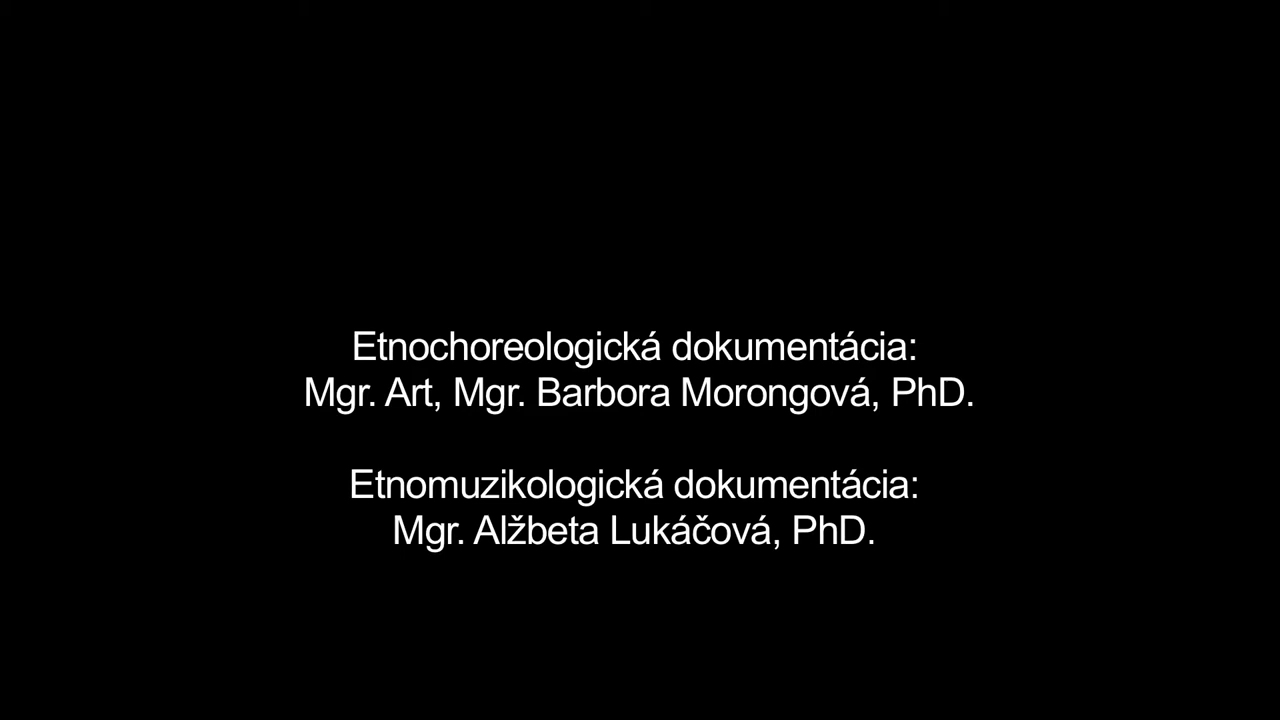 Etnochoreologická dokumentácia:
Mgr. Art, Mgr. Barbora Morongová, PhD.
Etnomuzikologická dokumentácia:
Mgr. Alžbeta Lukáčová, PhD.